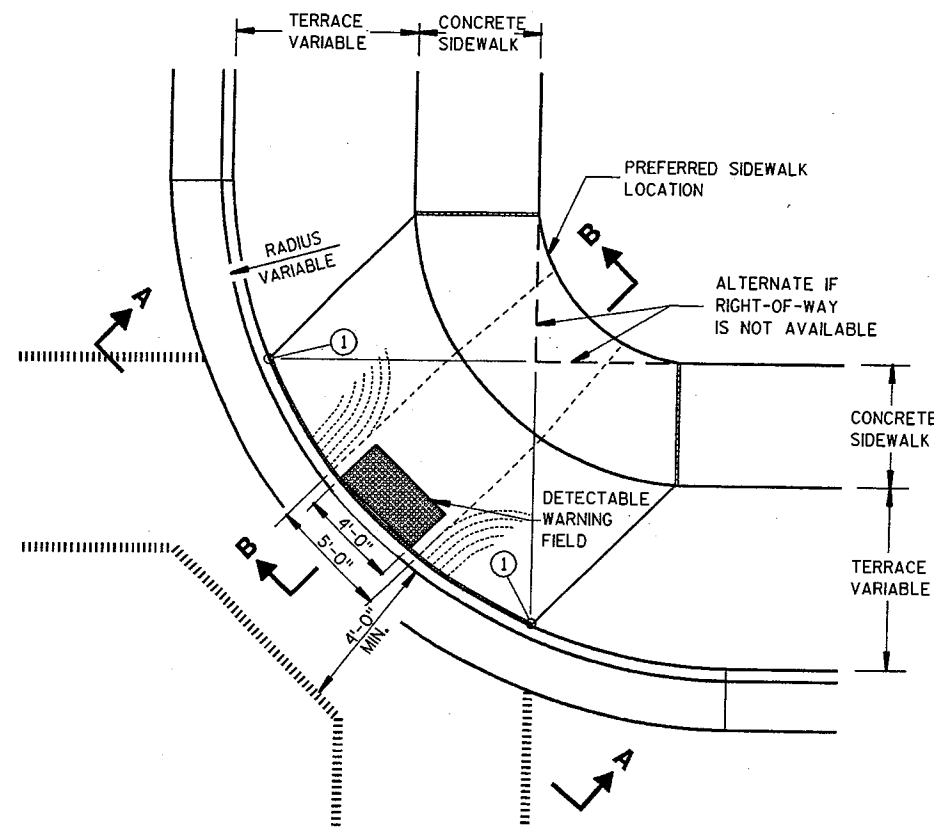 TERRACE
VARIABLE
CONCRETE
SIDEWALK
PREFERRED SIDEWALK
LOCATION
B
RADIUS
VARIABLE
A
ALTERNATE IF
RIGHT-OF-WAY
IS NOT AVAILABLE
1
CONCRETE
SIDEWALK
DETECTABLE
WARNING
FIELD
4'-0"
5'-0"
B
1
4'-0"
MIN.
TERRACE
VARIABLE
A